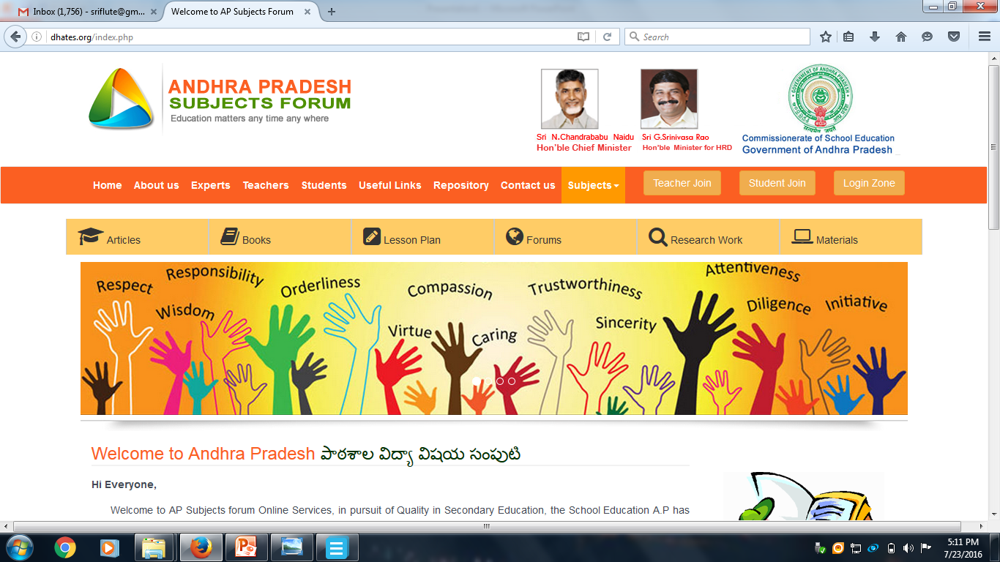 Inbox (1,756) - sriflute@gm...
Welcome to AP Subjects Forum
dhates.org/index.php
Search
ANDHRA PRADESH
SUBJECTS FORUM
Education matters any time any where
Sri N.Chandrababu Naidu
Hon'ble Chief Minister
Sri G.Srinivasa Rao
Hon'ble Minister for HRD
Commissionerate of School Education
Government of Andhra Pradesh
Home About us Experts Teachers Students Useful Links Repository Contact us Subjects Teacher Join Student Join Login Zone
Articles Books Lesson Plan Forums Research Work Materials
Respect Responsibility Orderliness Compassion Trustworthiness Attentiveness
Wisdom Virtue Caring Sincerity Diligence Initiative
Welcome to Andhra Pradesh పాఠశాల విద్యా విషయ సంపుటి
Hi Everyone,
Welcome to AP Subjects forum Online Services, in pursuit of Quality in Secondary Education, the School Education A.P has
5:11 PM
7/23/2016